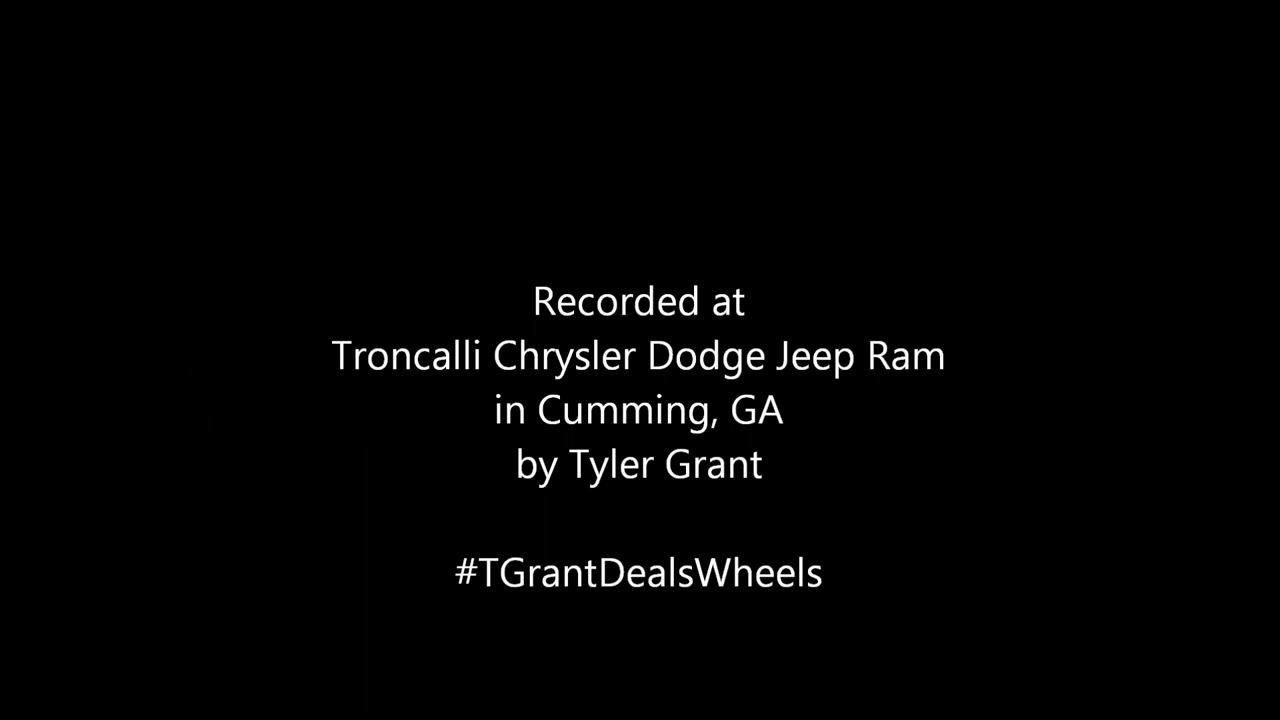 Recorded at
Troncalli Chrysler Dodge Jeep Ram
in Cumming, GA
by Tyler Grant
#TGrantDealsWheels